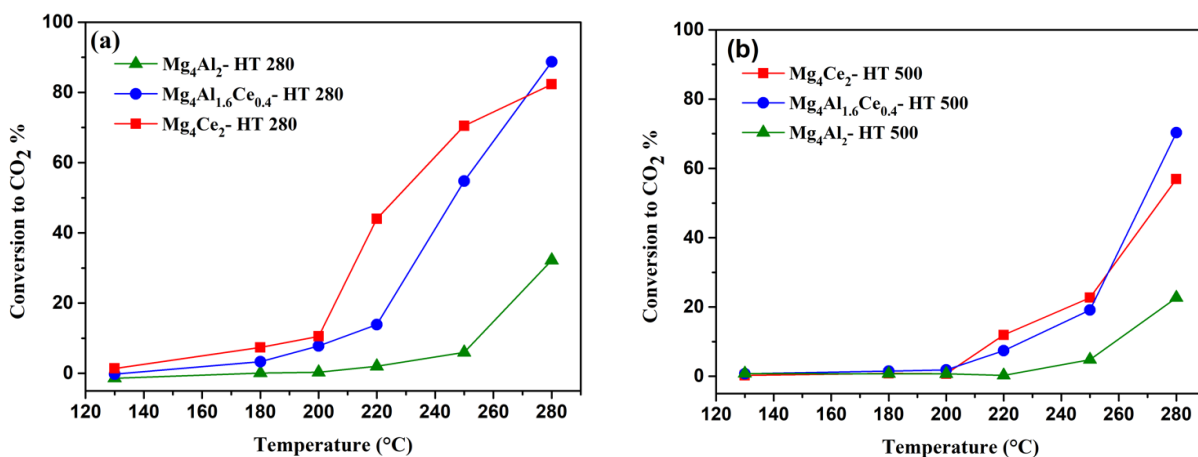 (a)
Conversion to CO₂ %
100
80
60
40
20
0
Mg₄Al₂- HT 280
Mg₄Al₁.₆Ce₀.₄- HT 280
Mg₄Ce₂- HT 280
120 140 160 180 200 220 240 260 280
Temperature (°C)
(b)
Conversion to CO₂ %
100
80
60
40
20
0
Mg₄Ce₂- HT 500
Mg₄Al₁.₆Ce₀.₄- HT 500
Mg₄Al₂- HT 500
120 140 160 180 200 220 240 260 280
Temperature (°C)